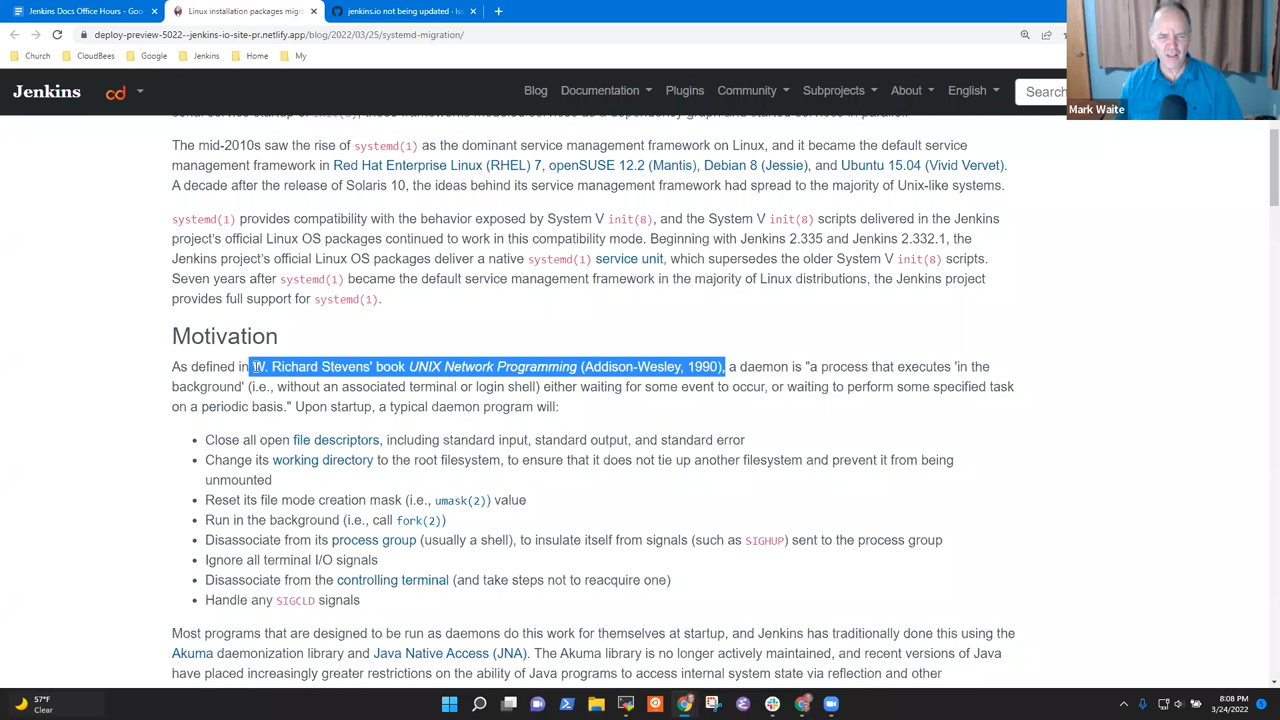 Jenkins Docs Office Hours - Goo
Linux installation packages migr
jenkins.io not being updated - Iss
deploy-preview-5022--jenkins-io-site-pr.netlify.app/blog/2022/03/25/systemd-migration/
Church CloudBees Google Jenkins Home My
Jenkins cd Blog Documentation Plugins Community Subprojects About English Search
Mark Waite
The mid-2010s saw the rise of systemd(1) as the dominant service management framework on Linux, and it became the default service
management framework in Red Hat Enterprise Linux (RHEL) 7, openSUSE 12.2 (Mantis), Debian 8 (Jessie), and Ubuntu 15.04 (Vivid Vervet).
A decade after the release of Solaris 10, the ideas behind its service management framework had spread to the majority of Unix-like systems.
systemd(1) provides compatibility with the behavior exposed by System V init(8), and the System V init(8) scripts delivered in the Jenkins
project's official Linux OS packages continued to work in this compatibility mode. Beginning with Jenkins 2.335 and Jenkins 2.332.1, the
Jenkins project's official Linux OS packages deliver a native systemd(1) service unit, which supersedes the older System V init(8) scripts.
Seven years after systemd(1) became the default service management framework in the majority of Linux distributions, the Jenkins project
provides full support for systemd(1).
Motivation
As defined in W. Richard Stevens' book UNIX Network Programming (Addison-Wesley, 1990), a daemon is "a process that executes 'in the
background' (i.e., without an associated terminal or login shell) either waiting for some event to occur, or waiting to perform some specified task
on a periodic basis." Upon startup, a typical daemon program will:
• Close all open file descriptors, including standard input, standard output, and standard error
• Change its working directory to the root filesystem, to ensure that it does not tie up another filesystem and prevent it from being
unmounted
• Reset its file mode creation mask (i.e., umask(2)) value
• Run in the background (i.e., call fork(2))
• Disassociate from its process group (usually a shell), to insulate itself from signals (such as SIGHUP) sent to the process group
• Ignore all terminal I/O signals
• Disassociate from the controlling terminal (and take steps not to reacquire one)
• Handle any SIGCLD signals
Most programs that are designed to be run as daemons do this work for themselves at startup, and Jenkins has traditionally done this using the
Akuma daemonization library and Java Native Access (JNA). The Akuma library is no longer actively maintained, and recent versions of Java
have placed increasingly greater restrictions on the ability of Java programs to access internal system state via reflection and other
57°F
Clear
8:08 PM
3/24/2022